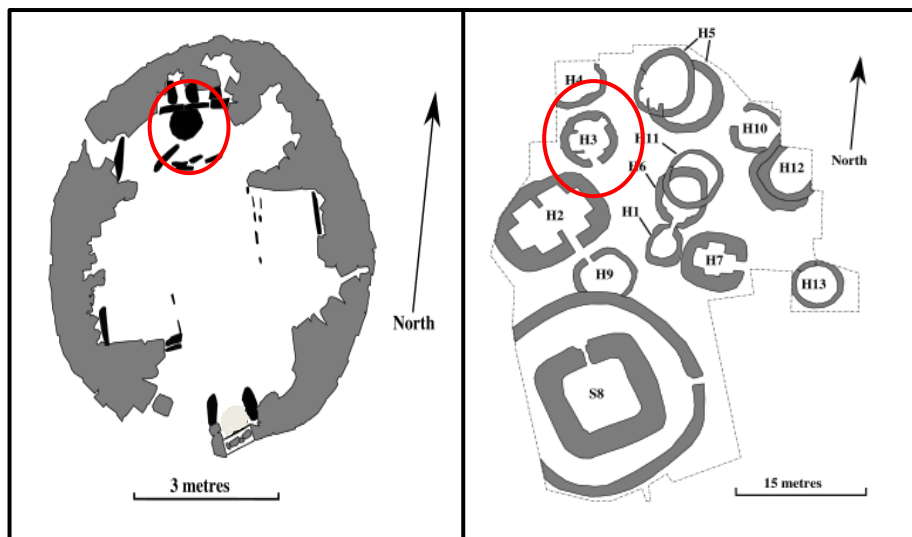 North
3 metres
H5
H4
H3
H11
H10
H6
H12
H2
H1
H7
H9
H13
S8
North
15 metres